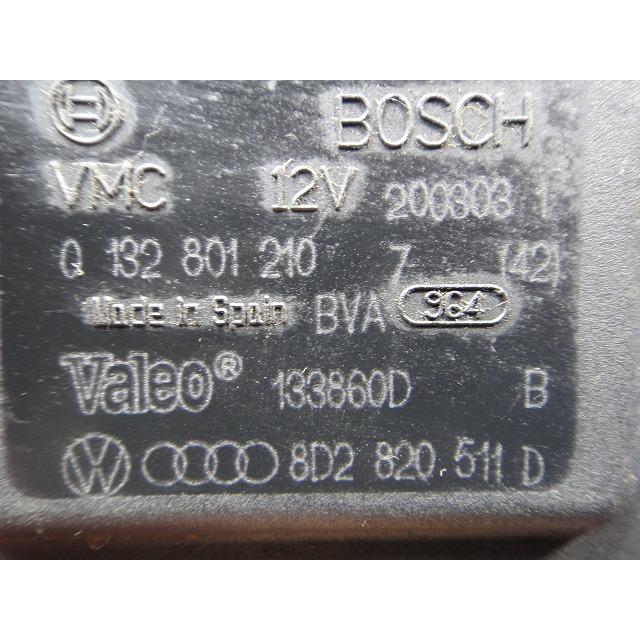 BOSCH
VMC 12V 200303 1
0 132 801 210 7 (42)
Made in Spain BVA 964
Valeo® 133860D B
8D2 820 511 D